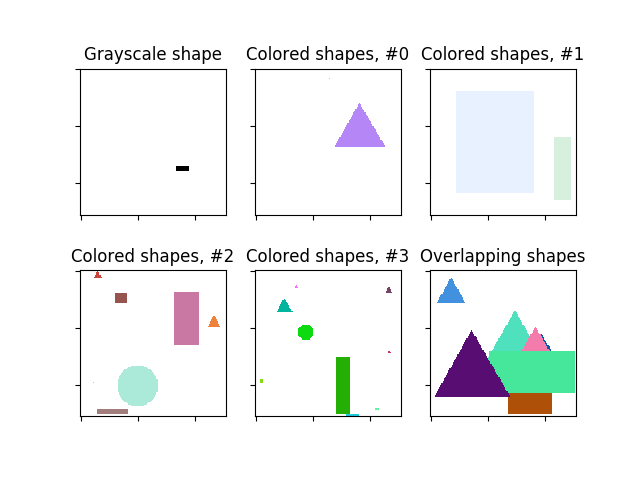 Grayscale shape
Colored shapes, #0
Colored shapes, #1
Colored shapes, #2
Colored shapes, #3
Overlapping shapes